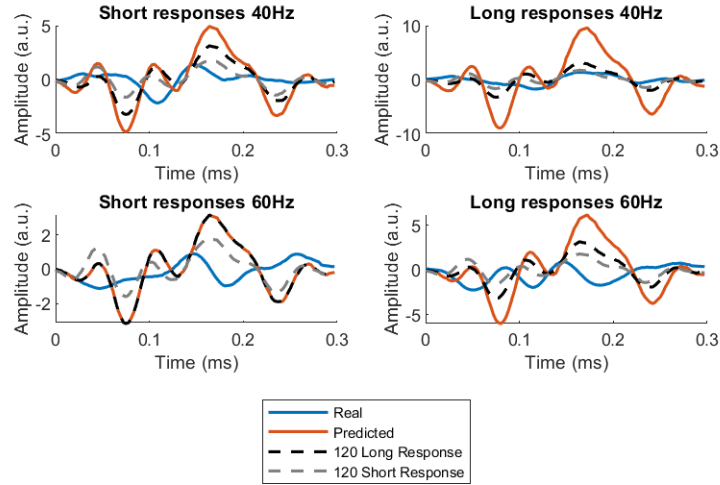 Short responses 40Hz
Amplitude (a.u.)
5
0
-5
0
0.1
0.2
0.3
Time (ms)
Long responses 40Hz
Amplitude (a.u.)
10
0
-10
0
0.1
0.2
0.3
Time (ms)
Short responses 60Hz
Amplitude (a.u.)
2
0
-2
0
0.1
0.2
0.3
Time (ms)
Long responses 60Hz
Amplitude (a.u.)
5
0
-5
0
0.1
0.2
0.3
Time (ms)
Real
Predicted
120 Long Response
120 Short Response